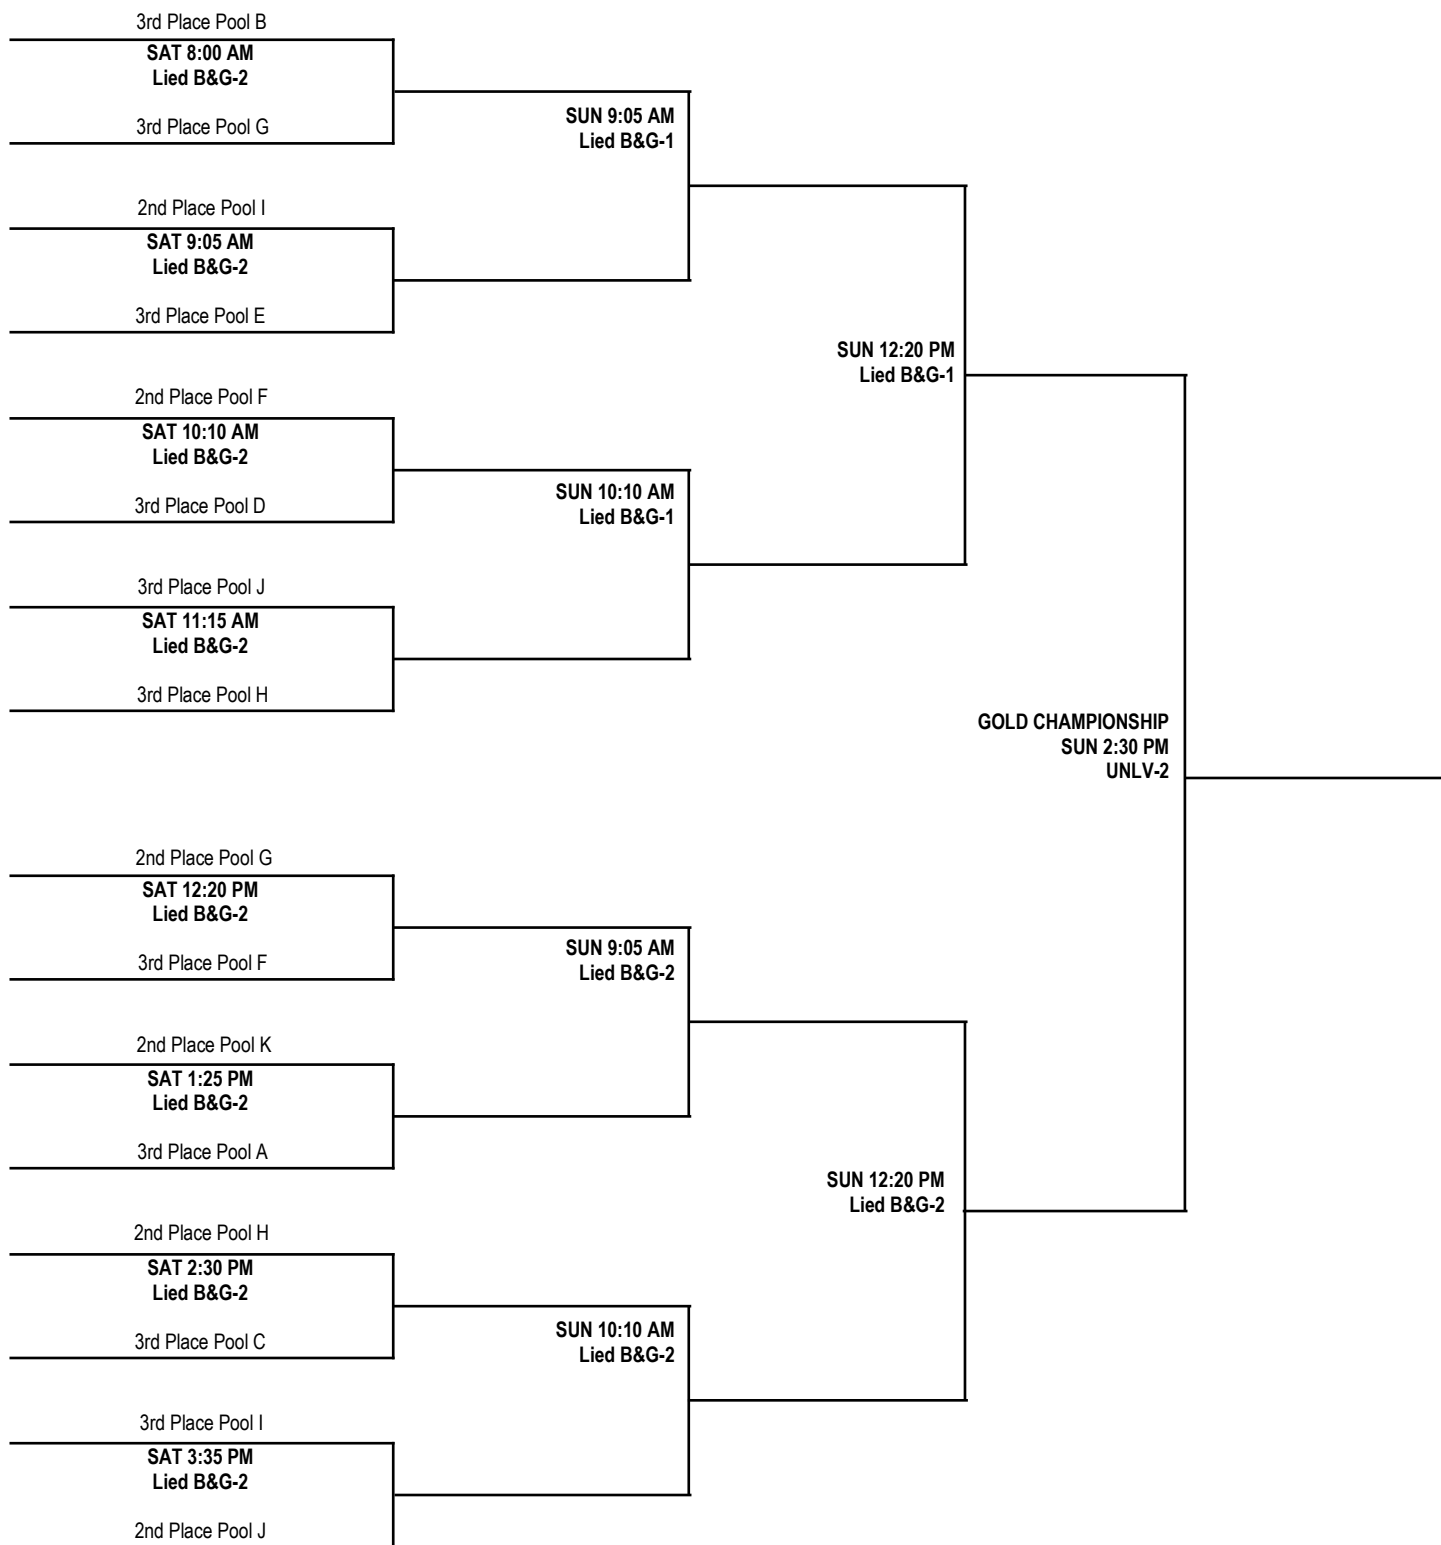 3rd Place Pool B
SAT 8:00 AM
Lied B&G-2
3rd Place Pool G
SUN 9:05 AM
Lied B&G-1
2nd Place Pool I
SAT 9:05 AM
Lied B&G-2
3rd Place Pool E
SUN 12:20 PM
Lied B&G-1
2nd Place Pool F
SAT 10:10 AM
Lied B&G-2
3rd Place Pool D
SUN 10:10 AM
Lied B&G-1
3rd Place Pool J
SAT 11:15 AM
Lied B&G-2
3rd Place Pool H
GOLD CHAMPIONSHIP
SUN 2:30 PM
UNLV-2
2nd Place Pool G
SAT 12:20 PM
Lied B&G-2
3rd Place Pool F
SUN 9:05 AM
Lied B&G-2
2nd Place Pool K
SAT 1:25 PM
Lied B&G-2
3rd Place Pool A
SUN 12:20 PM
Lied B&G-2
2nd Place Pool H
SAT 2:30 PM
Lied B&G-2
3rd Place Pool C
SUN 10:10 AM
Lied B&G-2
3rd Place Pool I
SAT 3:35 PM
Lied B&G-2
2nd Place Pool J